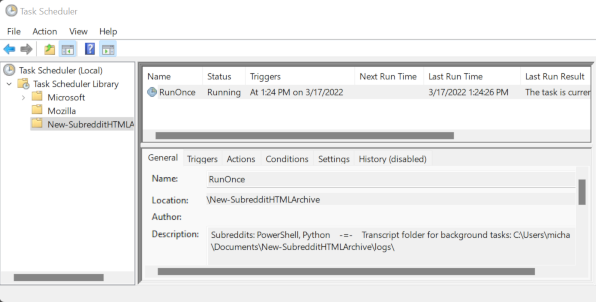 Task Scheduler
File Action View Help
Task Scheduler (Local)
Task Scheduler Library
Microsoft
Mozilla
New-SubredditHTMLA
Name Status Triggers Next Run Time Last Run Time Last Run Result
RunOnce Running At 1:24 PM on 3/17/2022 3/17/2022 1:24:26 PM The task is curren
General Triggers Actions Conditions Settings History (disabled)
Name: RunOnce
Location: \New-SubredditHTMLArchive
Author:
Description: Subreddits: PowerShell, Python -=- Transcript folder for background tasks: C:\Users\micha
\Documents\New-SubredditHTMLArchive\logs\